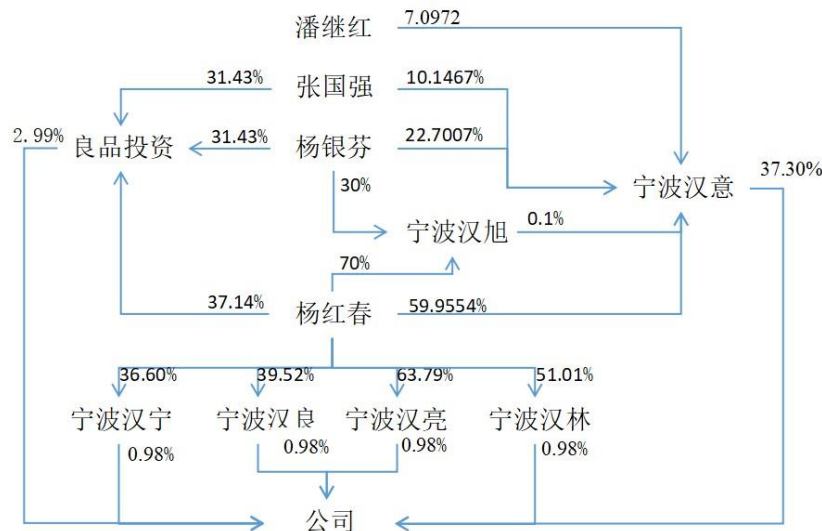 潘继红 7.0972
31.43% 张国强 10.1467%
2.99% 良品投资 31.43% 杨银芬 22.7007%
30% 宁波汉意 37.30%
宁波汉旭 0.1%
70%
37.14% 杨红春 59.9554%
36.60% 39.52% 63.79% 51.01%
宁波汉宁 宁波汉良 宁波汉亮 宁波汉林
0.98% 0.98% 0.98% 0.98%
公司